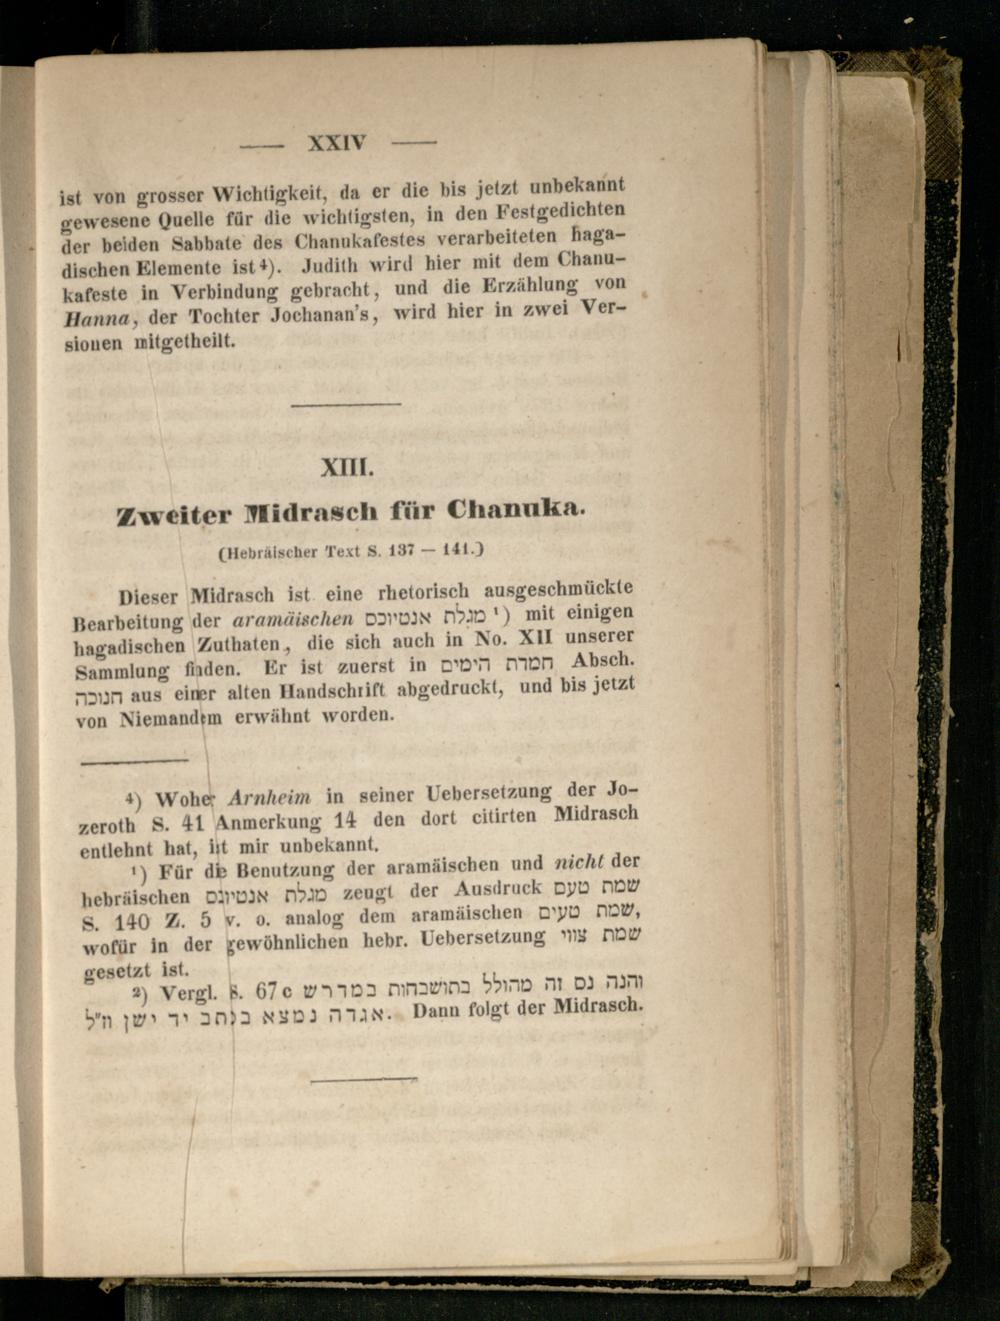 — XXIV —
ist von grosser Wichtigkeit, da er die bis jetzt unbekannt
gewesene Quelle für die wichtigsten, in den Festgedichten
der beiden Sabbate des Chanukafestes verarbeiteten haga-
dischen Elemente ist ⁴). Judith wird hier mit dem Chanu-
kafeste in Verbindung gebracht, und die Erzählung von
Hanna, der Tochter Jochanan's, wird hier in zwei Ver-
sionen mitgetheilt.
XIII.
Zweiter Midrasch für Chanuka.
(Hebräischer Text S. 137 — 141.)
Dieser Midrasch ist eine rhetorisch ausgeschmückte
Bearbeitung der aramäischen מגלת אנטיוכס ¹) mit einigen
hagadischen Zuthaten, die sich auch in No. XII unserer
Sammlung finden. Er ist zuerst in חמדת הימים Absch.
חנוכה aus einer alten Handschrift abgedruckt, und bis jetzt
von Niemandem erwähnt worden.
⁴) Woher Arnheim in seiner Uebersetzung der Jo-
zeroth S. 41 Anmerkung 14 den dort citirten Midrasch
entlehnt hat, ist mir unbekannt.
¹) Für die Benutzung der aramäischen und nicht der
hebräischen מגלת אנטיוכס zeugt der Ausdruck שמת טעם
S. 140 Z. 5 v. o. analog dem aramäischen שמת טעים,
wofür in der gewöhnlichen hebr. Uebersetzung שמת צווי
gesetzt ist.
²) Vergl. S. 67 c והנה נס זה מהולל בתושבחות במדרש
אגדה נמצא בכתב יד ישן וז"ל. Dann folgt der Midrasch.